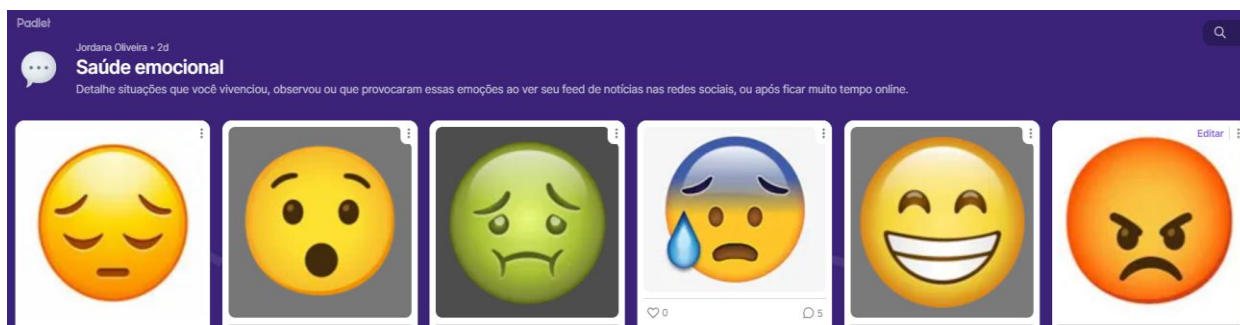 Padlet
Jordana Oliveira • 2d
Saúde emocional
Detalhe situações que você vivenciou, observou ou que provocaram essas emoções ao ver seu feed de notícias nas redes sociais, ou após ficar muito tempo online.
Editar
0
5